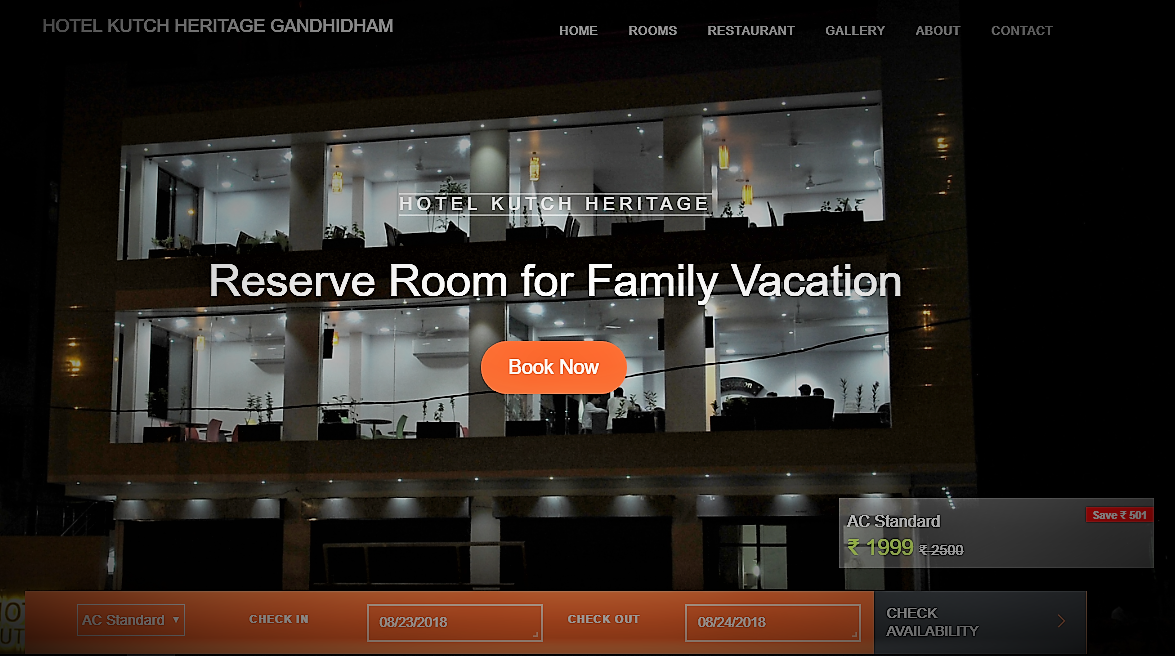 HOTEL KUTCH HERITAGE GANDHIDHAM
HOME ROOMS RESTAURANT GALLERY ABOUT CONTACT
HOTEL KUTCH HERITAGE
Reserve Room for Family Vacation
Book Now
AC Standard
Save ₹ 501
₹ 1999 ₹ 2500
AC Standard CHECK IN 08/23/2018 CHECK OUT 08/24/2018
CHECK
AVAILABILITY